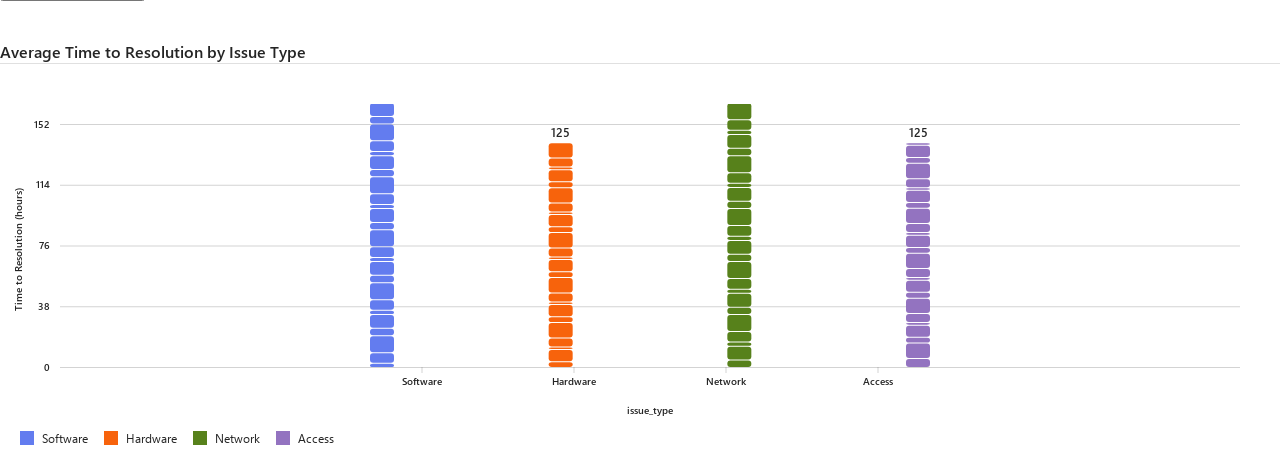 Average Time to Resolution by Issue Type
152
125
125
114
76
38
0
Time to Resolution (hours)
Software
Hardware
Network
Access
issue_type
Software
Hardware
Network
Access